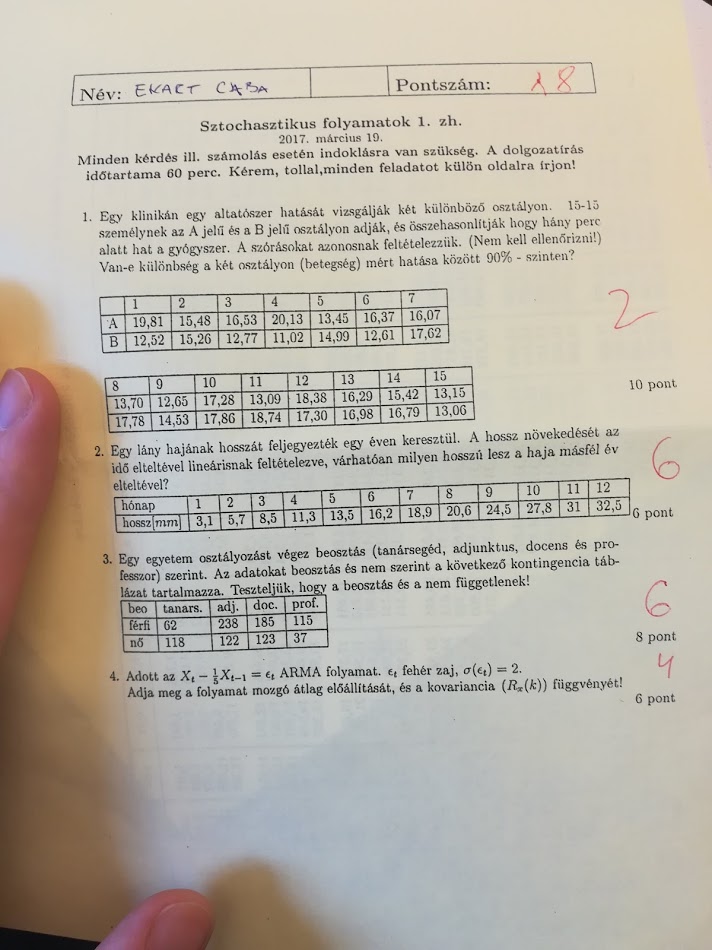 Név: EKART CSABA Pontszám: 18
Sztochasztikus folyamatok 1. zh.
2017. március 19.
Minden kérdés ill. számolás esetén indoklásra van szükség. A dolgozatírás
időtartama 60 perc. Kérem, tollal,minden feladatot külön oldalra írjon!
1. Egy klinikán egy altatószer hatását vizsgálják két különböző osztályon. 15-15
személynek az A jelű és a B jelű osztályon adják, és összehasonlítják hogy hány perc
alatt hat a gyógyszer. A szórásokat azonosnak feltételezzük. (Nem kell ellenőrizni!)
Van-e különbség a két osztályon (betegség) mért hatása között 90% - szinten?
1 2 3 4 5 6 7
A 19,81 15,48 16,53 20,13 13,45 16,37 16,07
B 12,52 15,26 12,77 11,02 14,99 12,61 17,62
2
8 9 10 11 12 13 14 15
13,70 12,65 17,28 13,09 18,38 16,29 15,42 13,15
17,78 14,53 17,86 18,74 17,30 16,98 16,79 13,06
10 pont
2. Egy lány hajának hosszát feljegyezték egy éven keresztül. A hossz növekedését az
idő elteltével lineárisnak feltételezve, várhatóan milyen hosszú lesz a haja másfél év
elteltével?
6
hónap 1 2 3 4 5 6 7 8 9 10 11 12
hossz[mm] 3,1 5,7 8,5 11,3 13,5 16,2 18,9 20,6 24,5 27,8 31 32,5
6 pont
3. Egy egyetem osztályozást végez beosztás (tanársegéd, adjunktus, docens és pro-
fesszor) szerint. Az adatokat beosztás és nem szerint a következő kontingencia táb-
lázat tartalmazza. Teszteljük, hogy a beosztás és a nem függetlenek!
beo tanars. adj. doc. prof.
férfi 62 238 185 115
nő 118 122 123 37
6
8 pont
4. Adott az Xₜ − 1/5 Xₜ₋₁ = ϵₜ ARMA folyamat. ϵₜ fehér zaj, σ(ϵₜ) = 2.
Adja meg a folyamat mozgó átlag előállítását, és a kovariancia (Rₓ(k)) függvényét!
4
6 pont